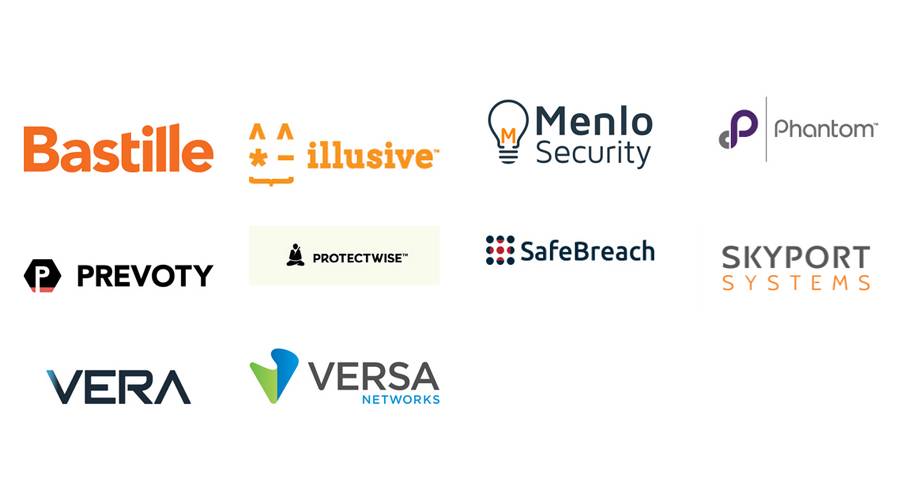 Bastille
illusive™
Menlo
Security
Phantom™
PREVOTY
PROTECTWISE™
SafeBreach
SKYPORT
SYSTEMS
VERA
VERSA
NETWORKS